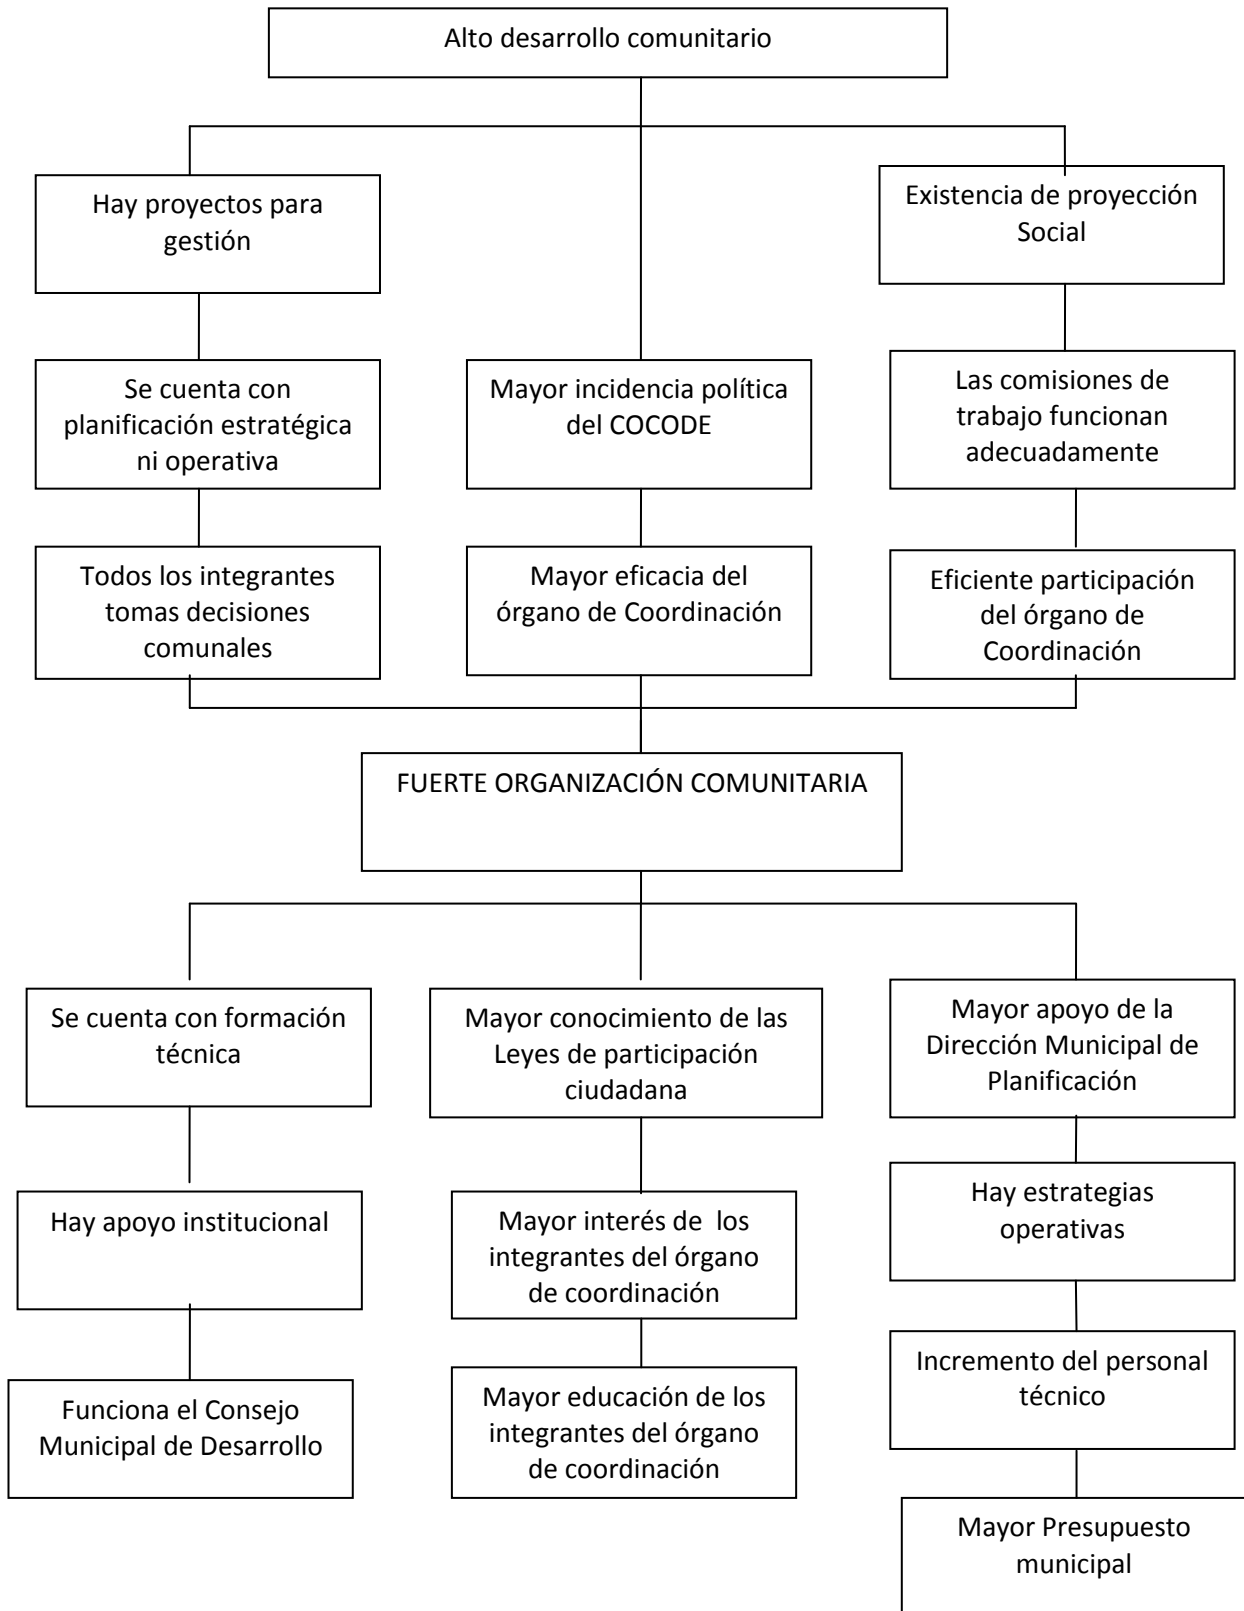 Alto desarrollo comunitario
Hay proyectos para
gestión
Existencia de proyección
Social
Se cuenta con
planificación estratégica
ni operativa
Mayor incidencia política
del COCODE
Las comisiones de
trabajo funcionan
adecuadamente
Todos los integrantes
tomas decisiones
comunales
Mayor eficacia del
órgano de Coordinación
Eficiente participación
del órgano de
Coordinación
FUERTE ORGANIZACIÓN COMUNITARIA
Se cuenta con formación
técnica
Mayor conocimiento de las
Leyes de participación
ciudadana
Mayor apoyo de la
Dirección Municipal de
Planificación
Hay apoyo institucional
Mayor interés de  los
integrantes del órgano
de coordinación
Hay estrategias
operativas
Funciona el Consejo
Municipal de Desarrollo
Mayor educación de los
integrantes del órgano
de coordinación
Incremento del personal
técnico
Mayor Presupuesto
municipal